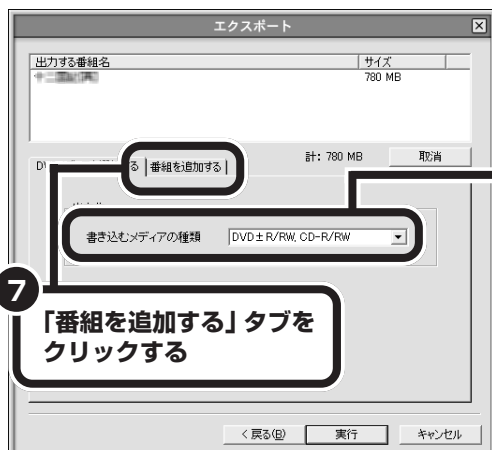 エクスポート
出力する番組名 サイズ
780 MB
計: 780 MB 取消
る 番組を追加する
書き込むメディアの種類 DVD±R/RW, CD-R/RW
7
「番組を追加する」タブを
クリックする
< 戻る(B) 実行 キャンセル